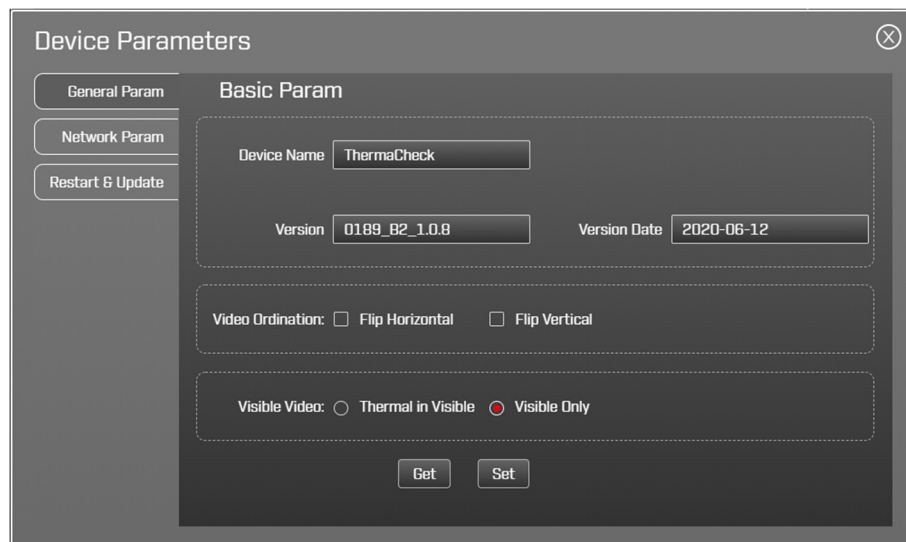 Device Parameters
General Param
Network Param
Restart & Update
Basic Param
Device Name ThermaCheck
Version 0189_B2_1.0.8 Version Date 2020-06-12
Video Ordination: Flip Horizontal Flip Vertical
Visible Video: Thermal in Visible Visible Only
Get Set